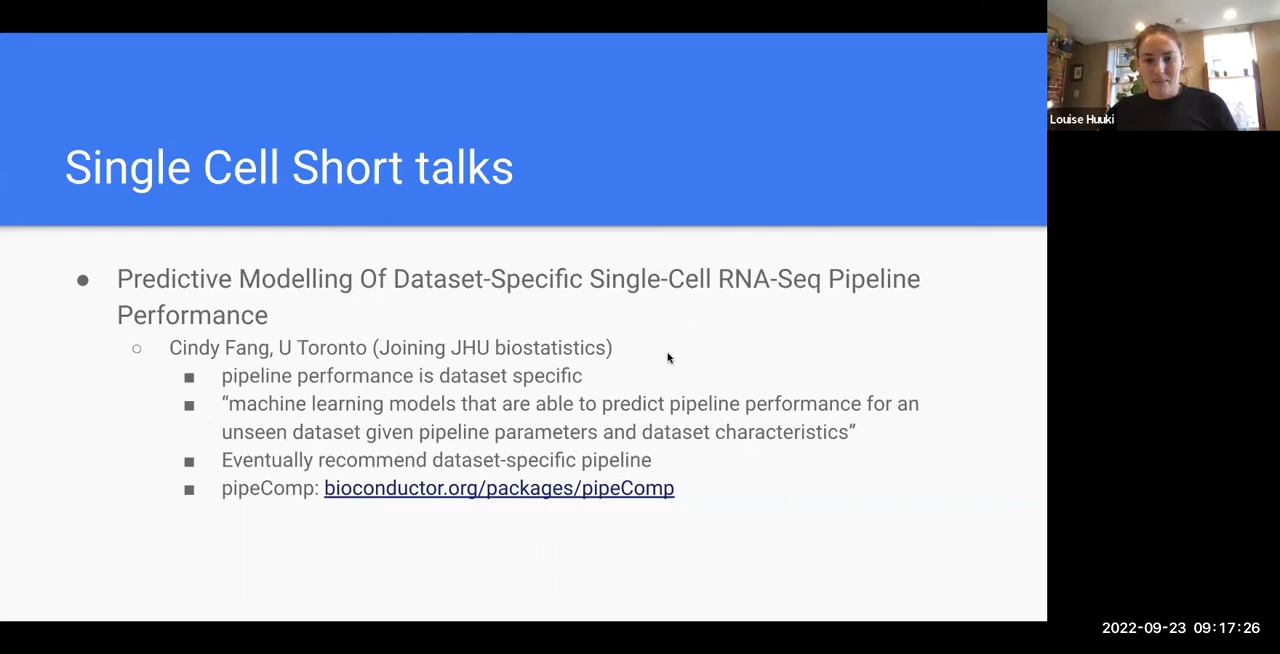 Louise Huuki
Single Cell Short talks
● Predictive Modelling Of Dataset-Specific Single-Cell RNA-Seq Pipeline
Performance
○ Cindy Fang, U Toronto (Joining JHU biostatistics)
■ pipeline performance is dataset specific
■ “machine learning models that are able to predict pipeline performance for an
unseen dataset given pipeline parameters and dataset characteristics”
■ Eventually recommend dataset-specific pipeline
■ pipeComp: bioconductor.org/packages/pipeComp
2022-09-23 09:17:26